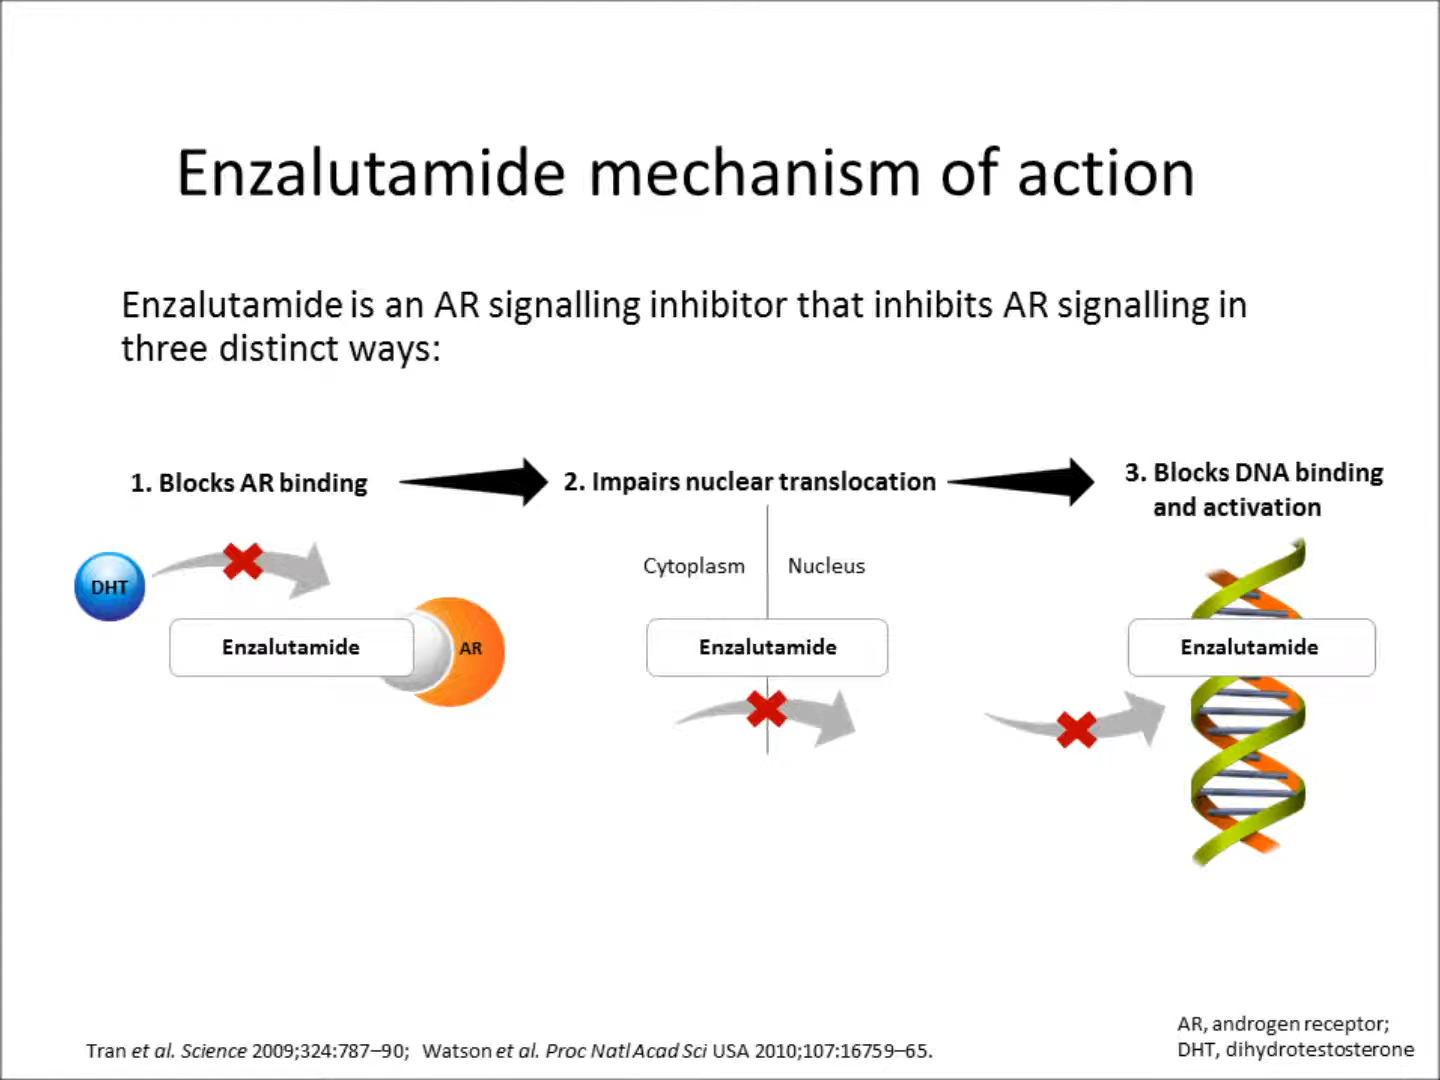 Enzalutamide mechanism of action
Enzalutamide is an AR signalling inhibitor that inhibits AR signalling in
three distinct ways:
1. Blocks AR binding
2. Impairs nuclear translocation
3. Blocks DNA binding
and activation
DHT
Enzalutamide
AR
Cytoplasm
Nucleus
Enzalutamide
Enzalutamide
Tran et al. Science 2009;324:787–90; Watson et al. Proc Natl Acad Sci USA 2010;107:16759–65.
AR, androgen receptor;
DHT, dihydrotestosterone